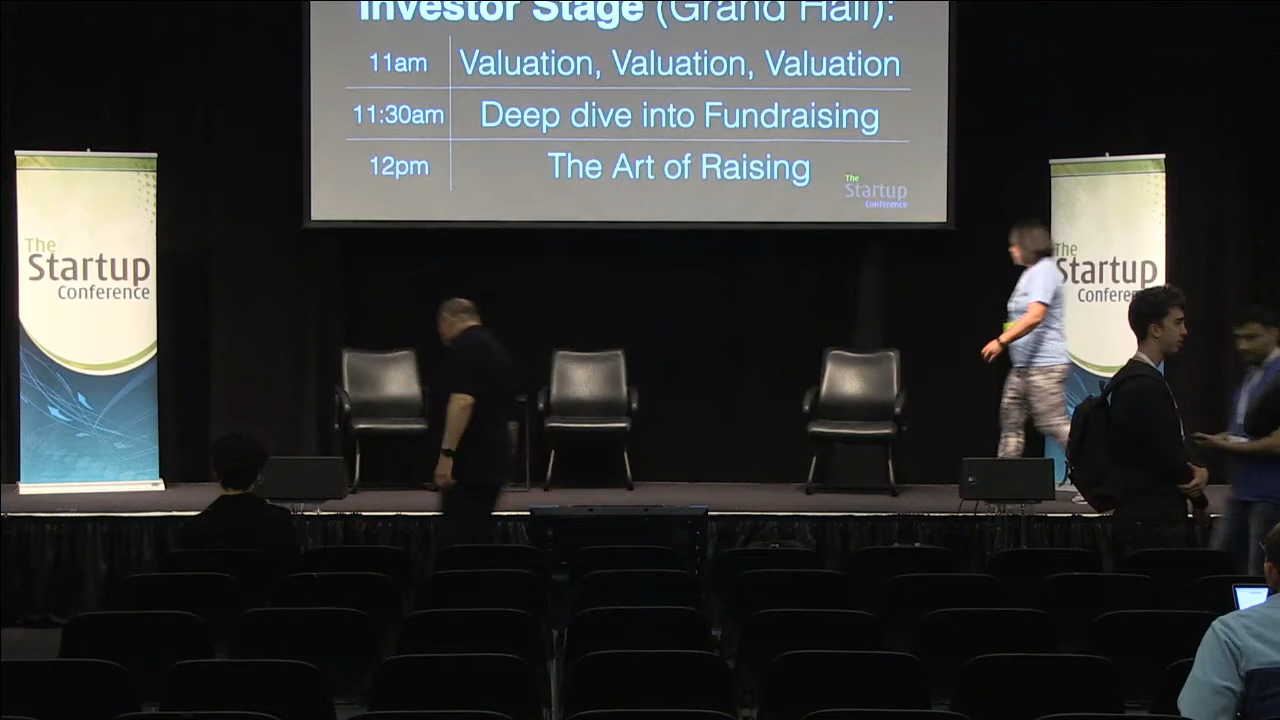 Investor Stage (Grand Hall):
11am Valuation, Valuation, Valuation
11:30am Deep dive into Fundraising
12pm The Art of Raising
The
Startup
Conference
The
Startup
Conference
The
Startup
Conference